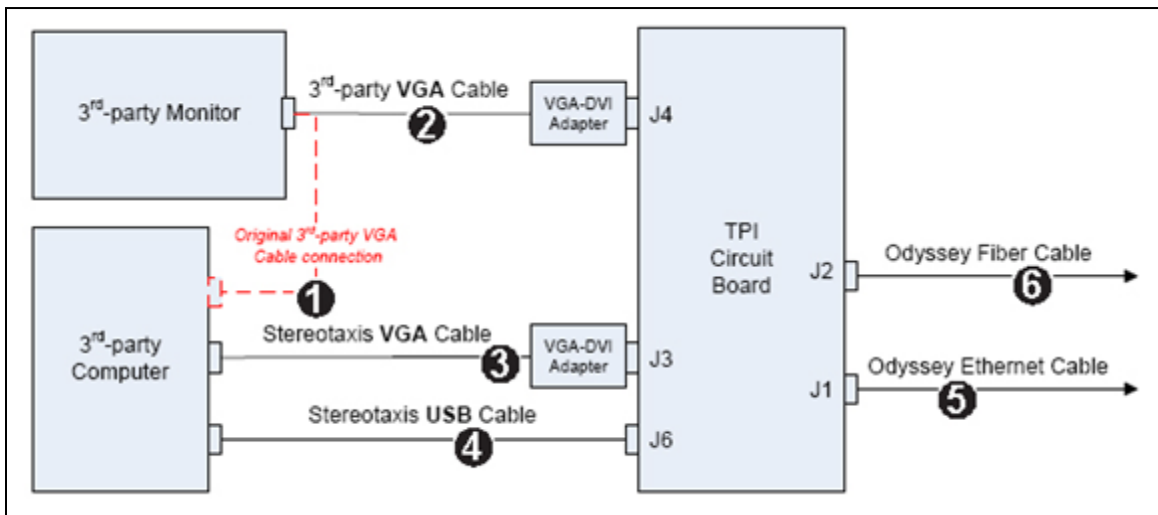 3rd-party Monitor
3rd-party VGA Cable
2
VGA-DVI
Adapter
J4
Original 3rd-party VGA
Cable connection
1
TPI
Circuit
Board
J2
Odyssey Fiber Cable
6
3rd-party
Computer
Stereotaxis VGA Cable
3
VGA-DVI
Adapter
J3
J1
Odyssey Ethernet Cable
5
Stereotaxis USB Cable
4
J6